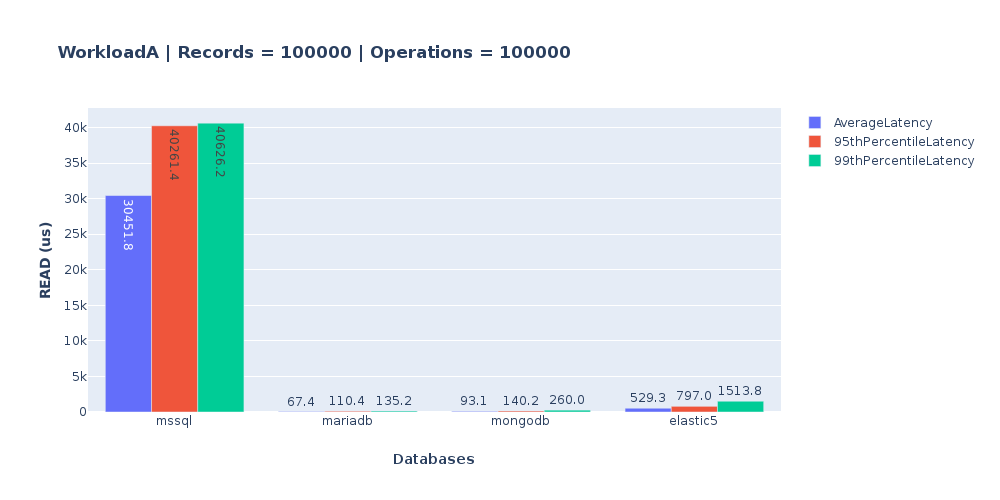 WorkloadA | Records = 100000 | Operations = 100000
AverageLatency
95thPercentileLatency
99thPercentileLatency
READ (us)
40k
35k
30k
25k
20k
15k
10k
5k
0
30451.8
40261.4
40626.2
67.4
110.4
135.2
93.1
140.2
260.0
529.3
797.0
1513.8
mssql
mariadb
mongodb
elastic5
Databases